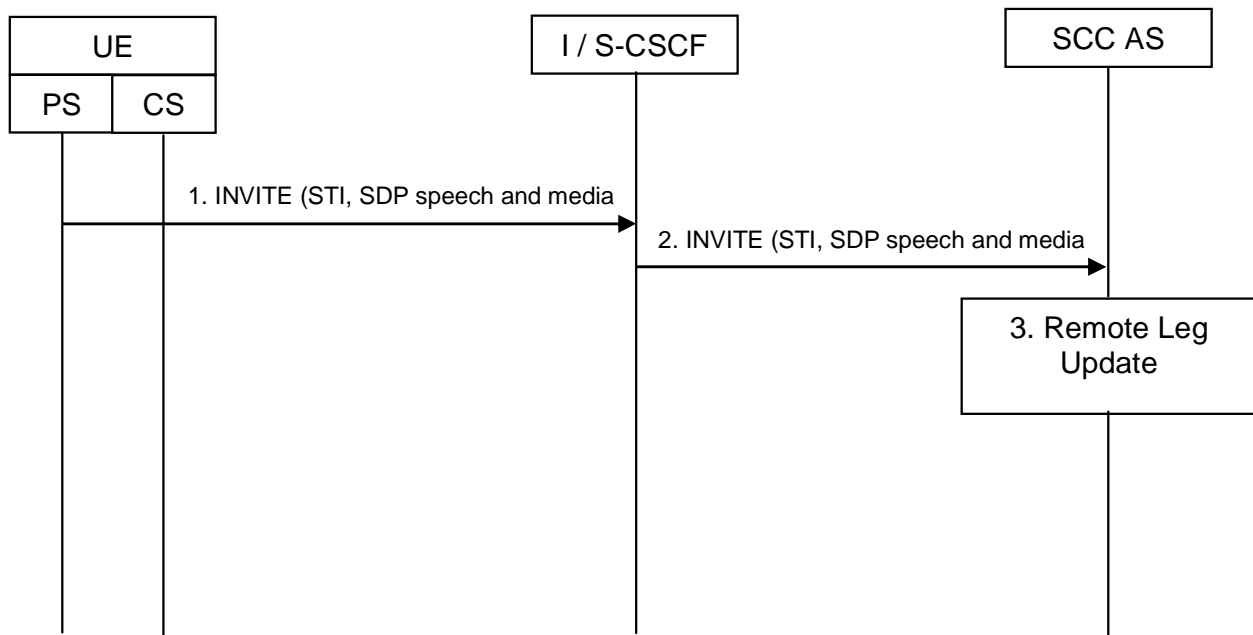 UE
I / S-CSCF
SCC AS
PS
CS
1. INVITE (STI, SDP speech and media
2. INVITE (STI, SDP speech and media
3. Remote Leg
Update